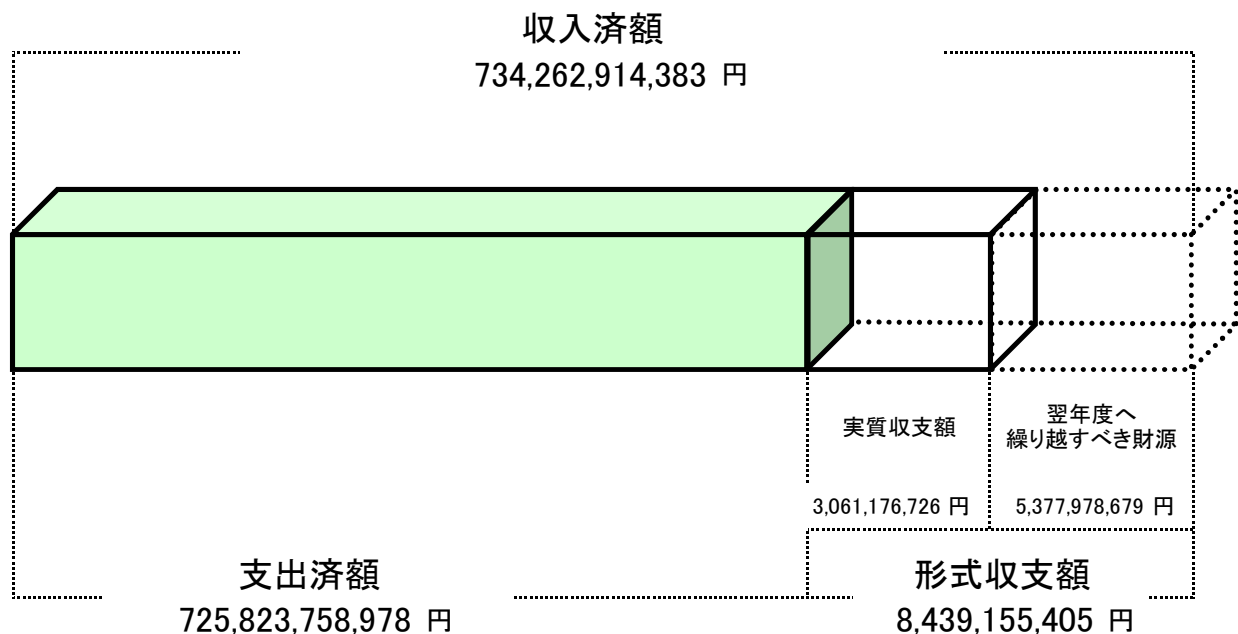 収入済額
734,262,914,383 円
実質収支額
翌年度へ
繰り越すべき財源
3,061,176,726 円
5,377,978,679 円
支出済額
725,823,758,978 円
形式収支額
8,439,155,405 円